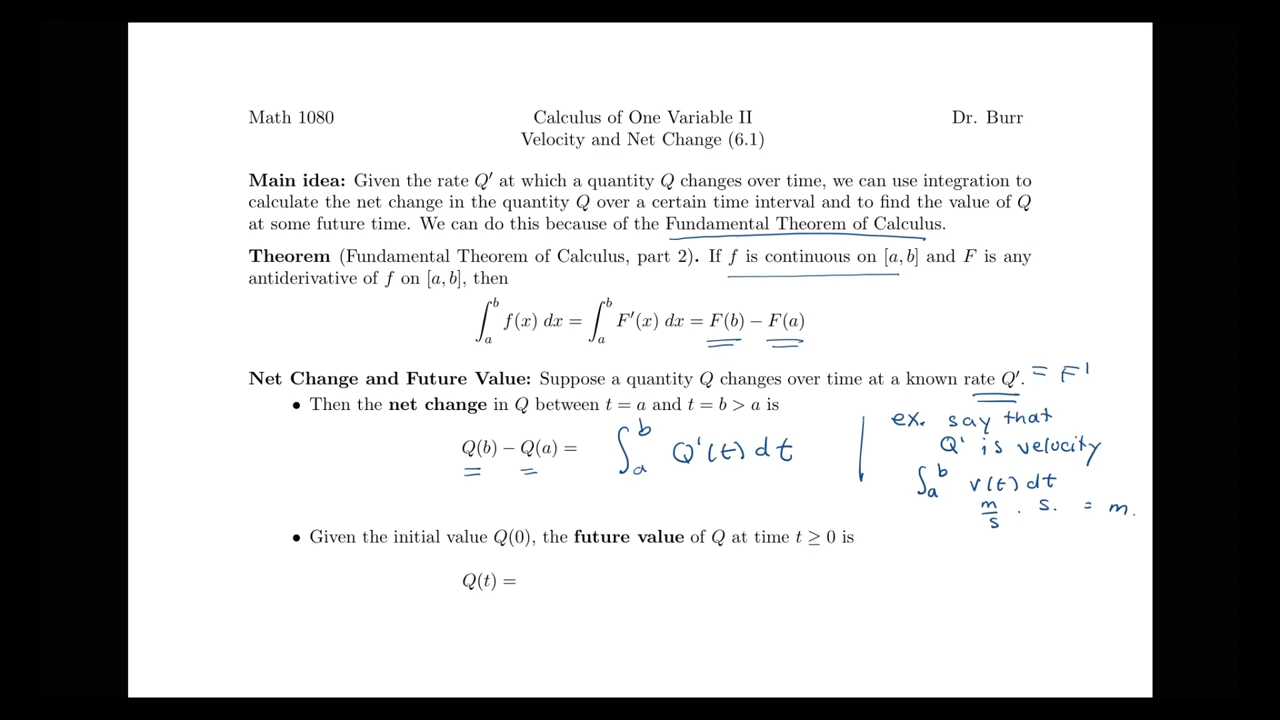 Math 1080 Calculus of One Variable II Dr. Burr
Velocity and Net Change (6.1)
Main idea: Given the rate Q′ at which a quantity Q changes over time, we can use integration to
calculate the net change in the quantity Q over a certain time interval and to find the value of Q
at some future time. We can do this because of the Fundamental Theorem of Calculus.
Theorem (Fundamental Theorem of Calculus, part 2). If f is continuous on [a, b] and F is any
antiderivative of f on [a, b], then
∫_a^b f(x) dx = ∫_a^b F′(x) dx = F(b) − F(a)
Net Change and Future Value: Suppose a quantity Q changes over time at a known rate Q′. = F'
• Then the net change in Q between t = a and t = b > a is
Q(b) − Q(a) = ∫_a^b Q'(t) dt
ex. say that
Q' is velocity
∫_a^b v(t) dt
m/s . s. = m.
• Given the initial value Q(0), the future value of Q at time t ≥ 0 is
Q(t) =